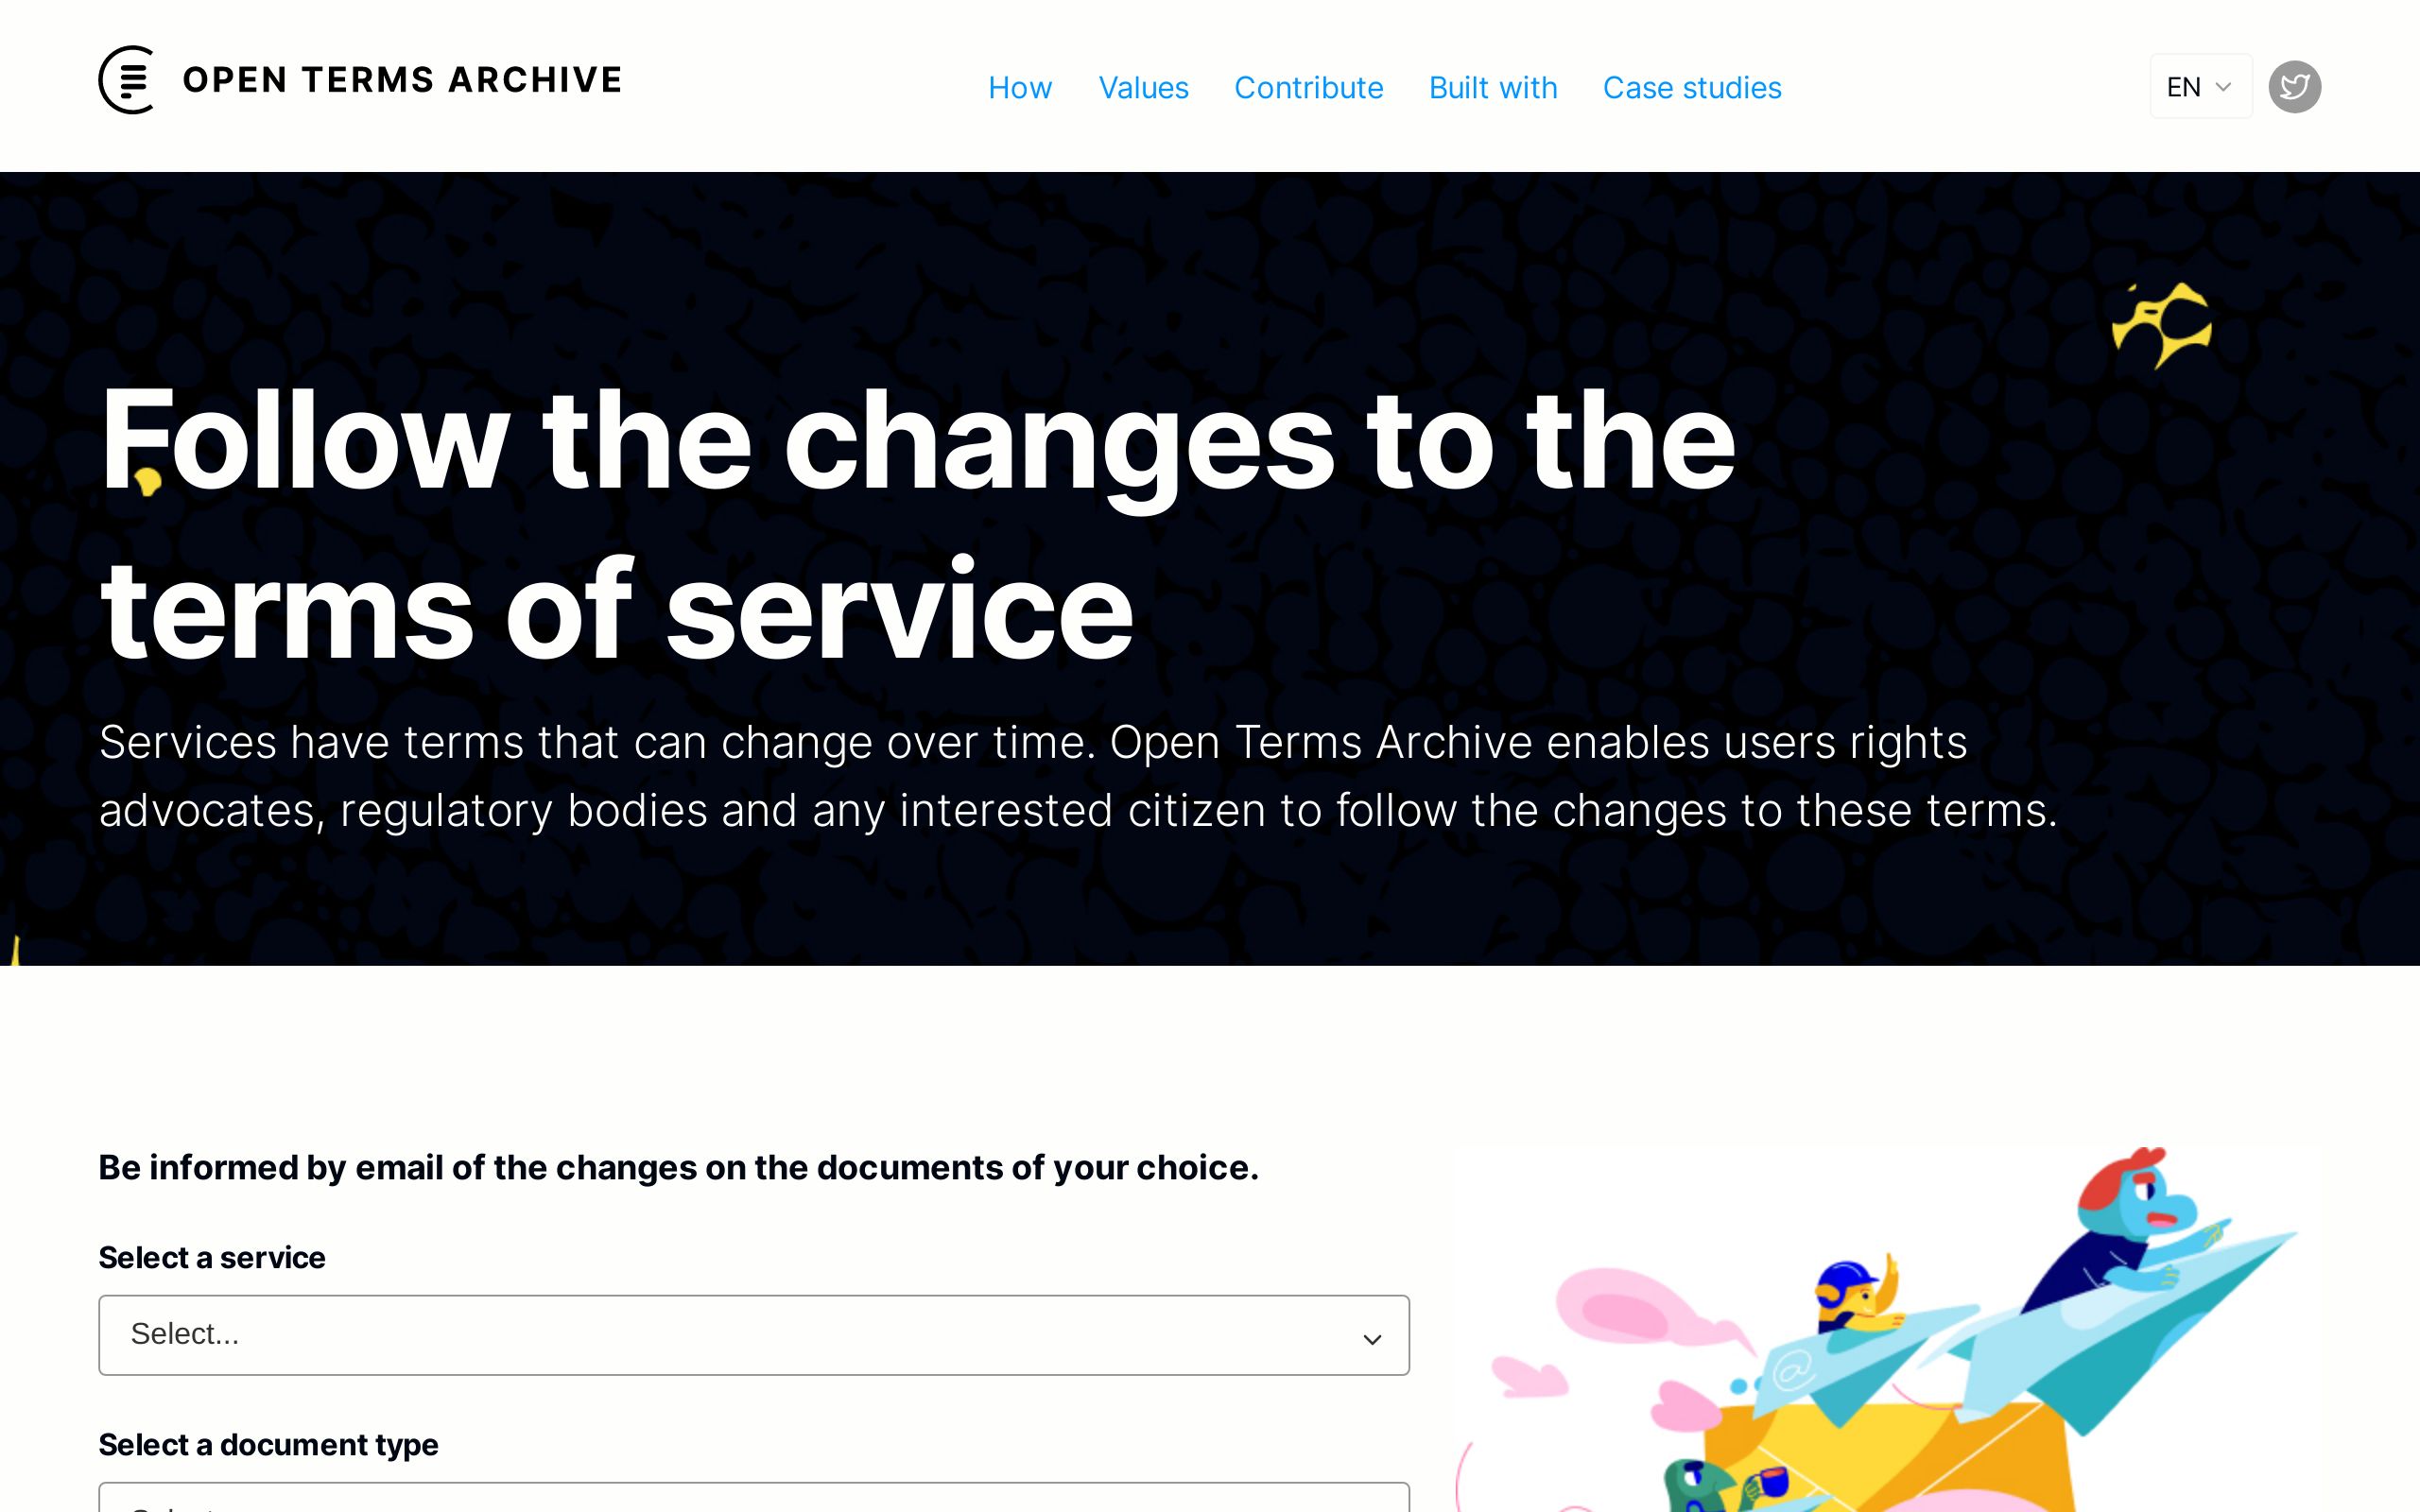 OPEN TERMS ARCHIVE
How Values Contribute Built with Case studies
EN
Follow the changes to the
terms of service
Services have terms that can change over time. Open Terms Archive enables users rights
advocates, regulatory bodies and any interested citizen to follow the changes to these terms.
Be informed by email of the changes on the documents of your choice.
Select a service
Select...
Select a document type
@